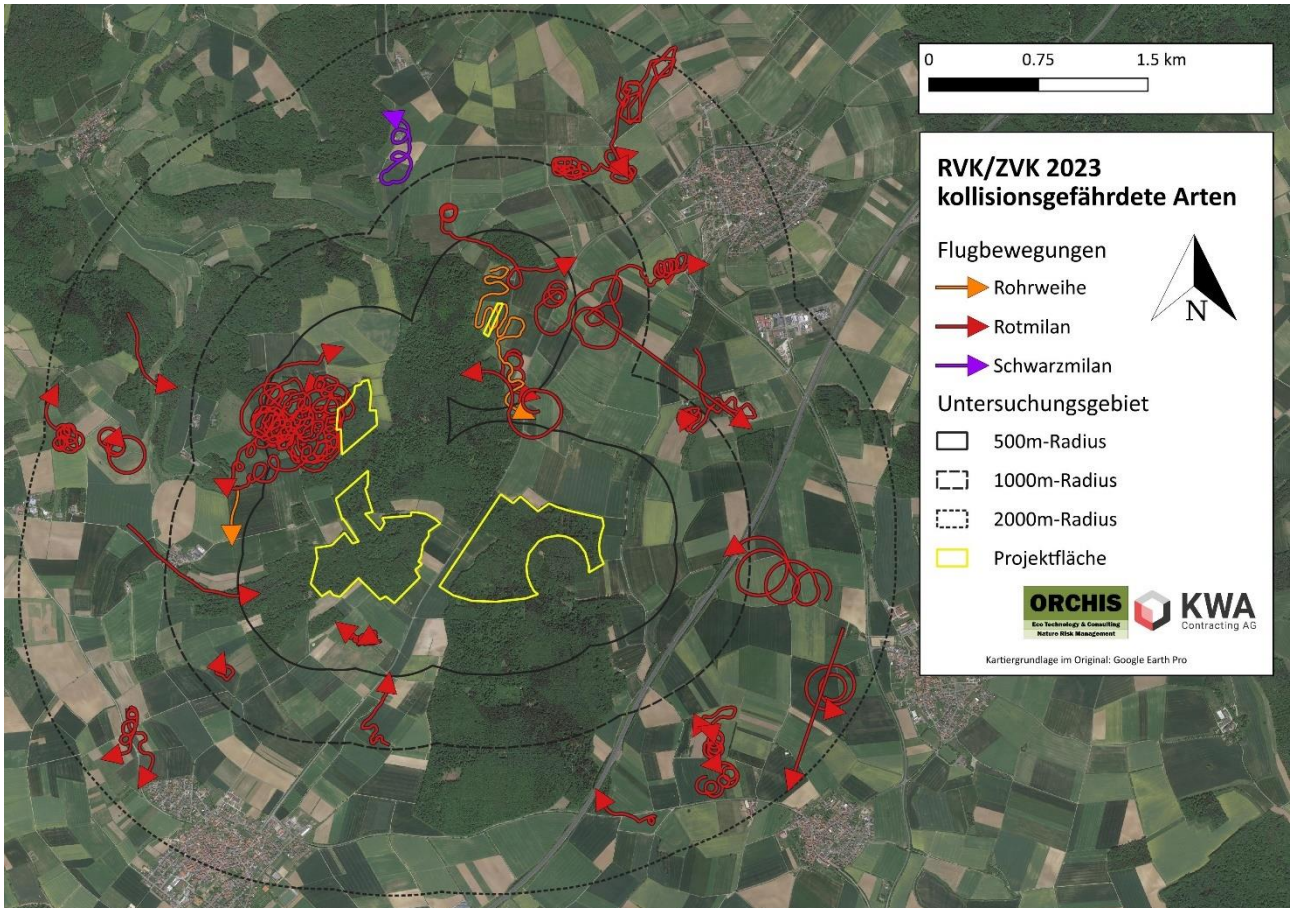 0 0.75 1.5 km
RVK/ZVK 2023
kollisionsgefährdete Arten
Flugbewegungen
Rohrweihe
Rotmilan
Schwarzmilan
N
Untersuchungsgebiet
500m-Radius
1000m-Radius
2000m-Radius
Projektfläche
ORCHIS
Eco Technology & Consulting
Nature Risk Management
KWA
Contracting AG
Kartiergrundlage im Original: Google Earth Pro